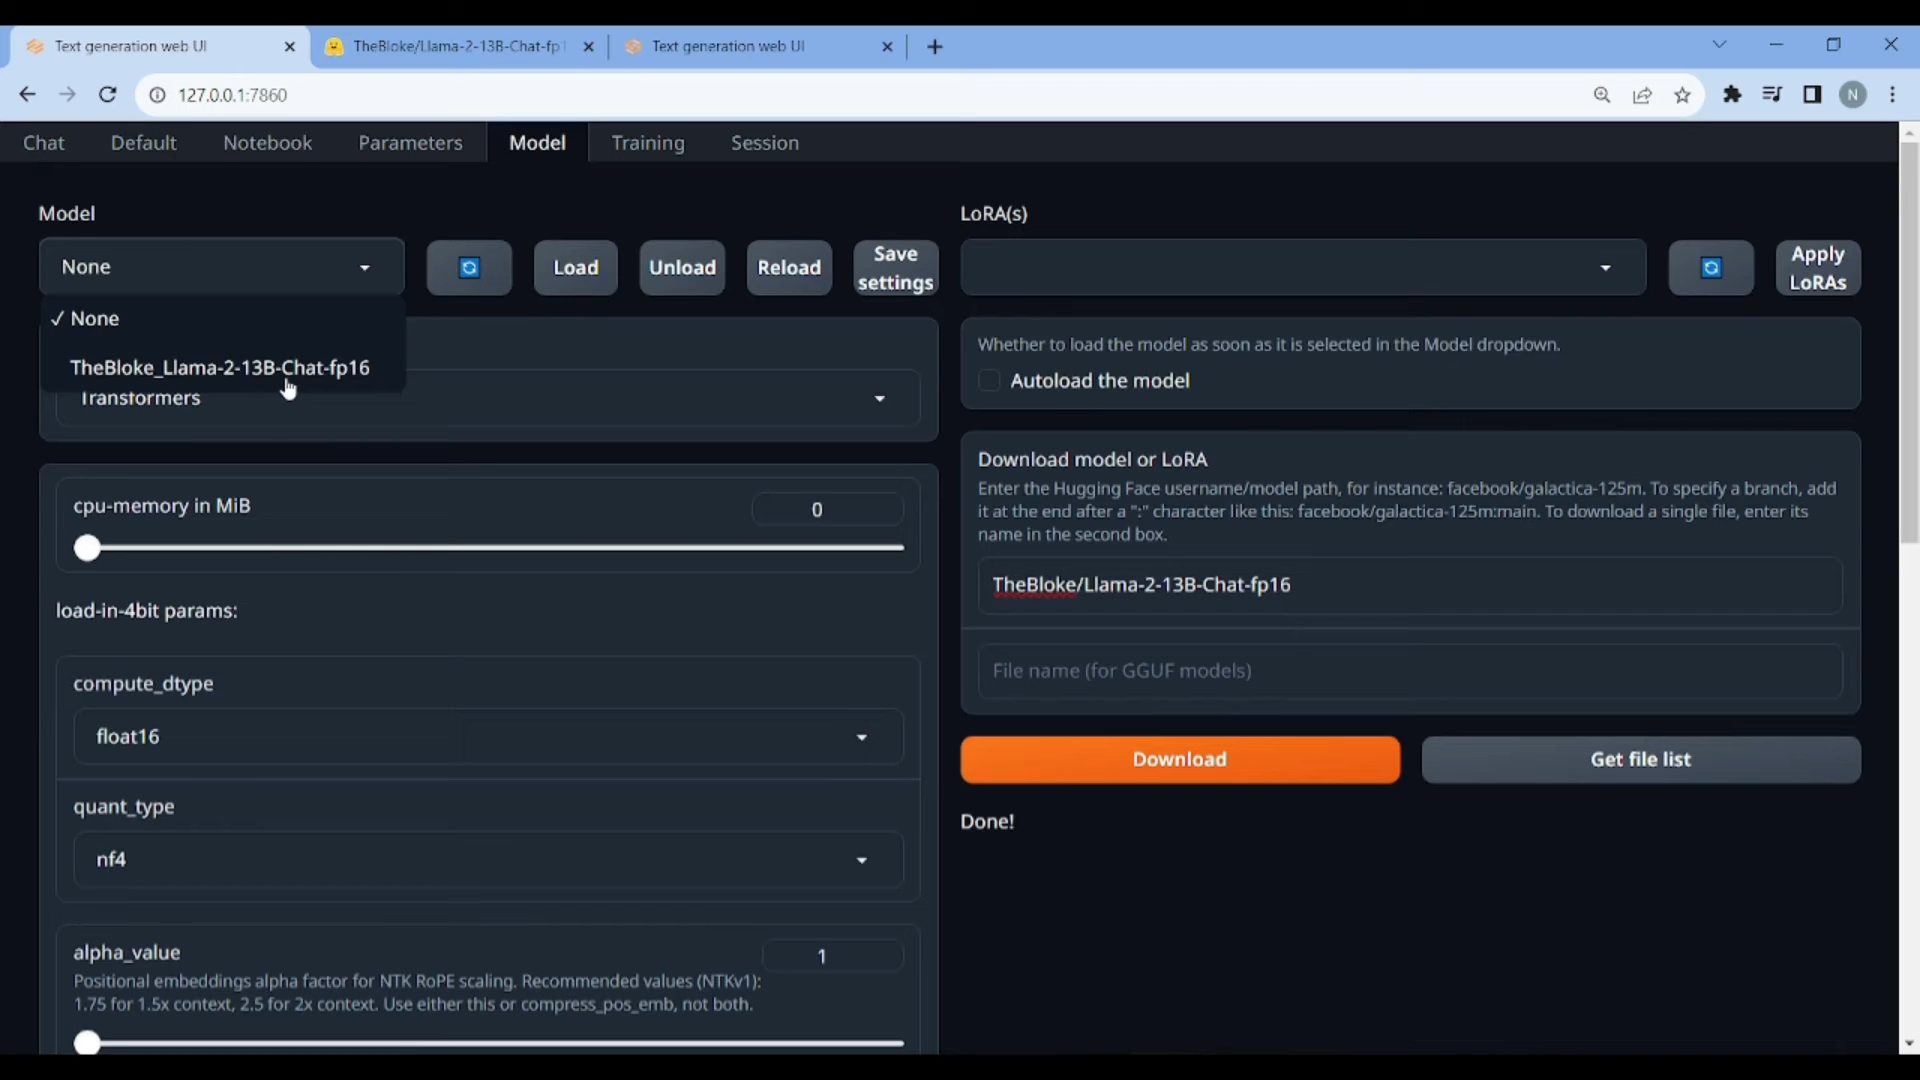 Text generation web UI
TheBloke/Llama-2-13B-Chat-fp1
Text generation web UI
127.0.0.1:7860
N
Chat
Default
Notebook
Parameters
Model
Training
Session
Model
None
Load
Unload
Reload
Save
settings
✓ None
TheBloke_Llama-2-13B-Chat-fp16
Transformers
cpu-memory in MiB
0
load-in-4bit params:
compute_dtype
float16
quant_type
nf4
alpha_value
1
Positional embeddings alpha factor for NTK RoPE scaling. Recommended values (NTKv1):
1.75 for 1.5x context, 2.5 for 2x context. Use either this or compress_pos_emb, not both.
LoRA(s)
Apply
LoRAs
Whether to load the model as soon as it is selected in the Model dropdown.
Autoload the model
Download model or LoRA
Enter the Hugging Face username/model path, for instance: facebook/galactica-125m. To specify a branch, add
it at the end after a ":" character like this: facebook/galactica-125m:main. To download a single file, enter its
name in the second box.
TheBloke/Llama-2-13B-Chat-fp16
File name (for GGUF models)
Download
Get file list
Done!